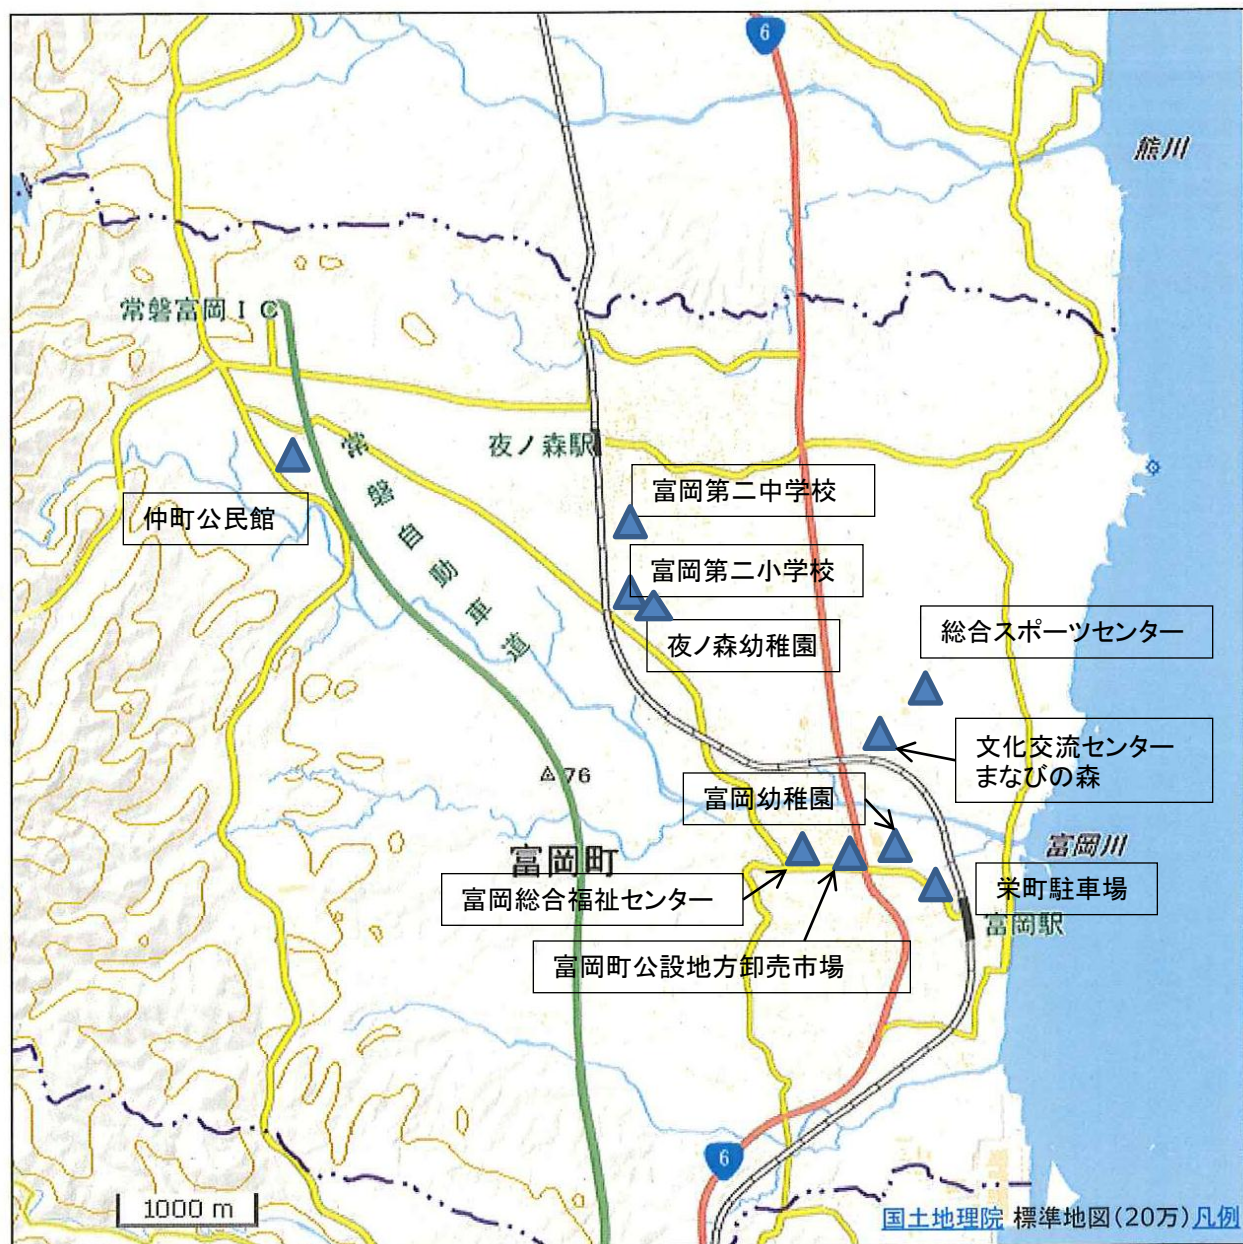 6
熊川
常磐富岡IC
夜ノ森駅
常磐自動車道
富岡第二中学校
仲町公民館
富岡第二小学校
総合スポーツセンター
夜ノ森幼稚園
文化交流センター
まなびの森
76
富岡幼稚園
富岡町
富岡川
富岡総合福祉センター
栄町駐車場
富岡駅
富岡町公設地方卸売市場
6
1000 m
国土地理院 標準地図(20万)凡例